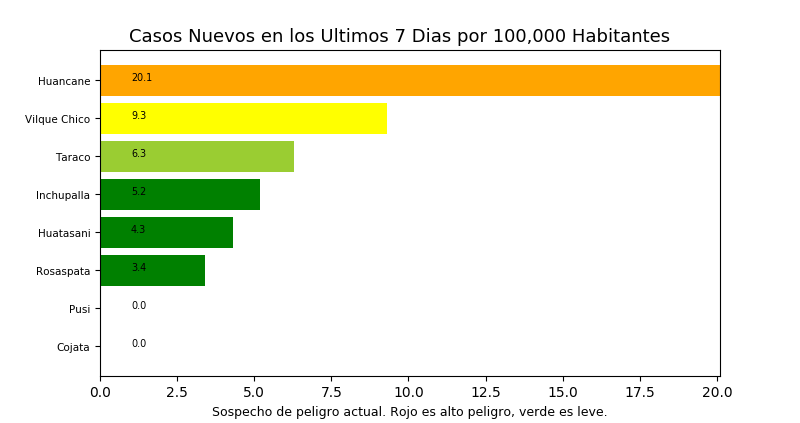 Casos Nuevos en los Ultimos 7 Dias por 100,000 Habitantes
Huancane 20.1
Vilque Chico 9.3
Taraco 6.3
Inchupalla 5.2
Huatasani 4.3
Rosaspata 3.4
Pusi 0.0
Cojata 0.0
0.0 2.5 5.0 7.5 10.0 12.5 15.0 17.5 20.0
Sospecho de peligro actual. Rojo es alto peligro, verde es leve.